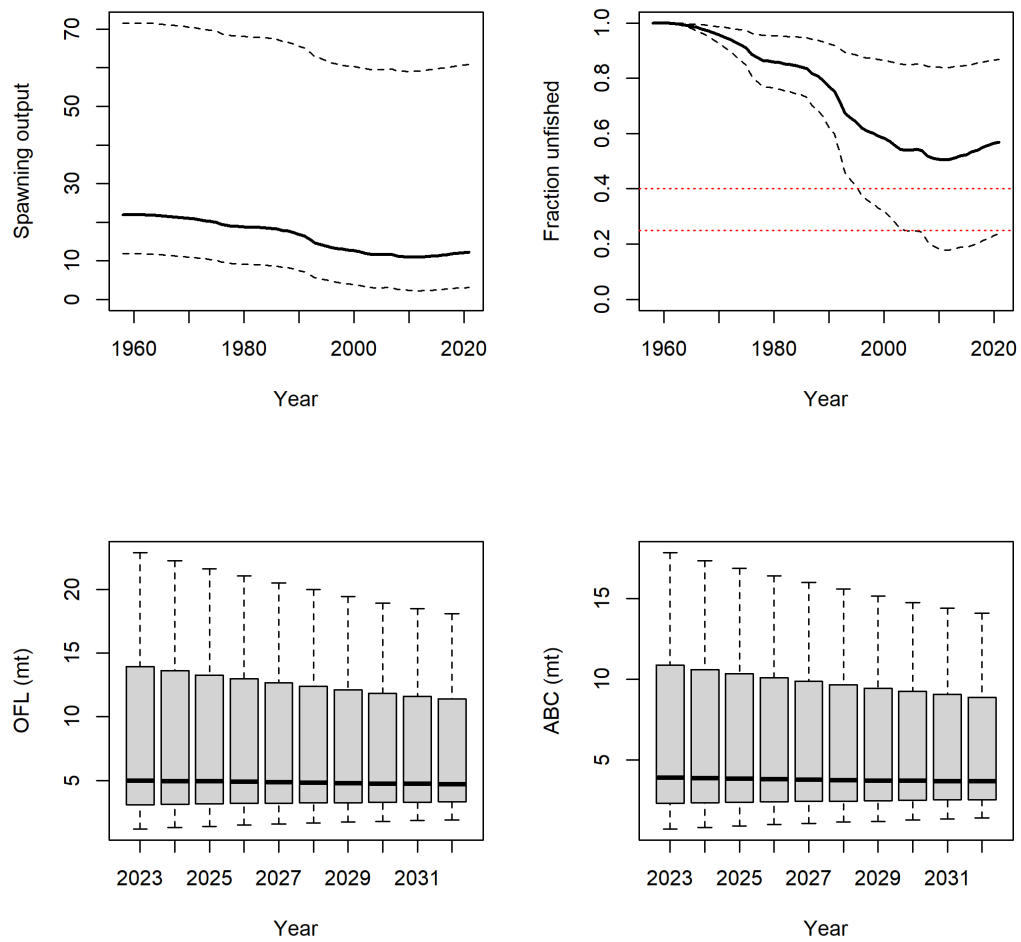 Spawning output
0 10 30 50 70
1960 1980 2000 2020
Year
Fraction unfished
0.0 0.2 0.4 0.6 0.8 1.0
1960 1980 2000 2020
Year
OFL (mt)
5 10 15 20
2023 2025 2027 2029 2031
Year
ABC (mt)
5 10 15
2023 2025 2027 2029 2031
Year